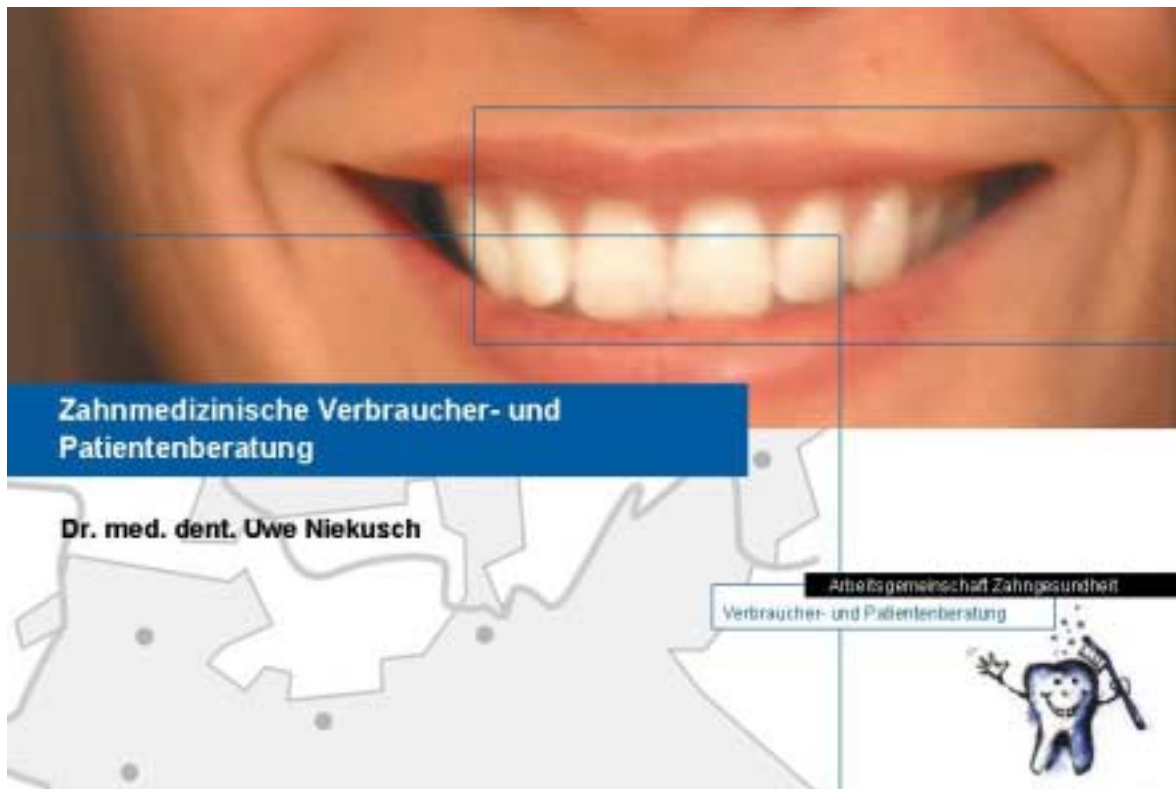 Zahnmedizinische Verbraucher- und
Patientenberatung
Dr. med. dent. Uwe Niekusch
Arbeitsgemeinschaft Zahngesundheit
Verbraucher- und Patientenberatung